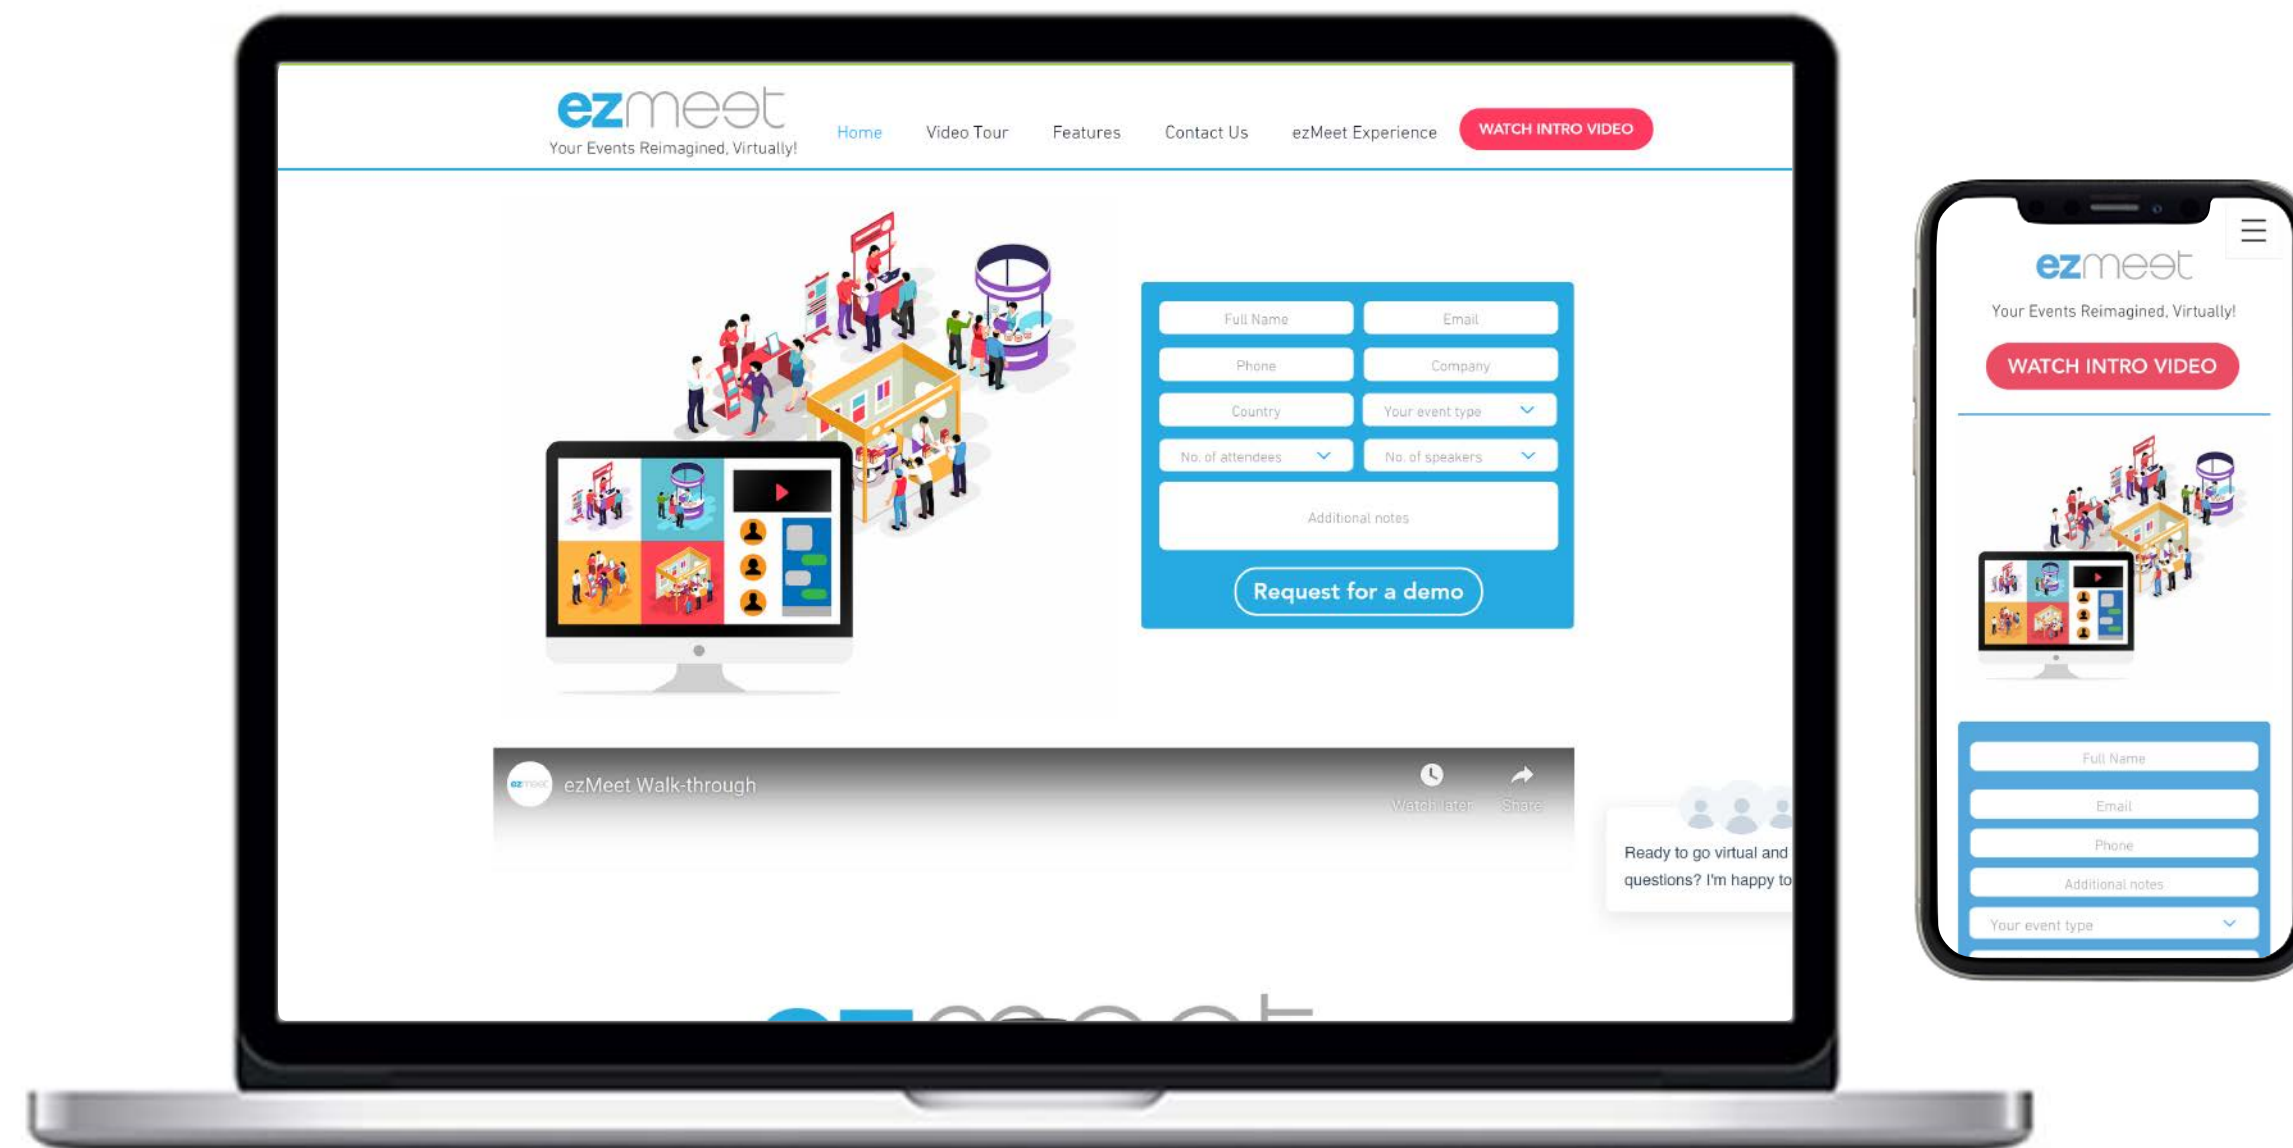 ezmeet
Your Events Reimagined, Virtually!
Home
Video Tour
Features
Contact Us
ezMeet Experience
WATCH INTRO VIDEO
Full Name
Email
Phone
Company
Country
Your event type
No. of attendees
No. of speakers
Additional notes
Request for a demo
ezmeet
ezMeet Walk-through
Watch later
Share
Ready to go virtual and
questions? I'm happy to
ezmeet
ezmeet
Your Events Reimagined, Virtually!
WATCH INTRO VIDEO
Full Name
Email
Phone
Additional notes
Your event type